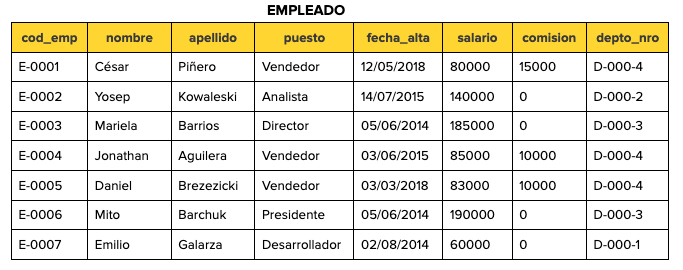 EMPLEADO
cod_emp nombre apellido puesto fecha_alta salario comision depto_nro
E-0001 César Piñero Vendedor 12/05/2018 80000 15000 D-000-4
E-0002 Yosep Kowaleski Analista 14/07/2015 140000 0 D-000-2
E-0003 Mariela Barrios Director 05/06/2014 185000 0 D-000-3
E-0004 Jonathan Aguilera Vendedor 03/06/2015 85000 10000 D-000-4
E-0005 Daniel Brezezicki Vendedor 03/03/2018 83000 10000 D-000-4
E-0006 Mito Barchuk Presidente 05/06/2014 190000 0 D-000-3
E-0007 Emilio Galarza Desarrollador 02/08/2014 60000 0 D-000-1